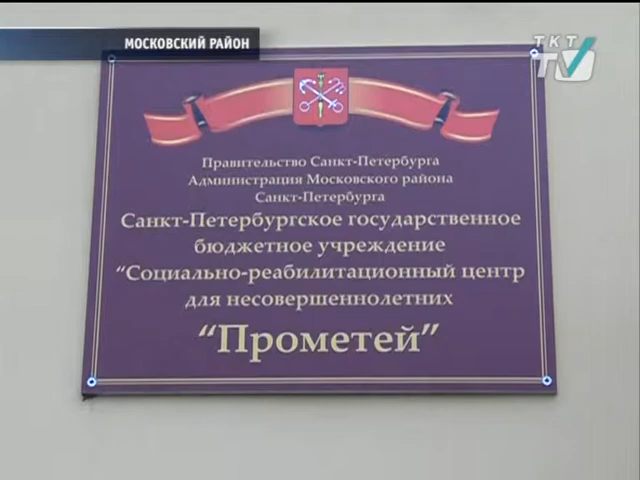 МОСКОВСКИЙ РАЙОН
ТКТ
TV
Правительство Санкт-Петербурга
Администрация Московского района
Санкт-Петербурга
Санкт-Петербургское государственное
бюджетное учреждение
“Социально-реабилитационный центр
для несовершеннолетних
“Прометей”